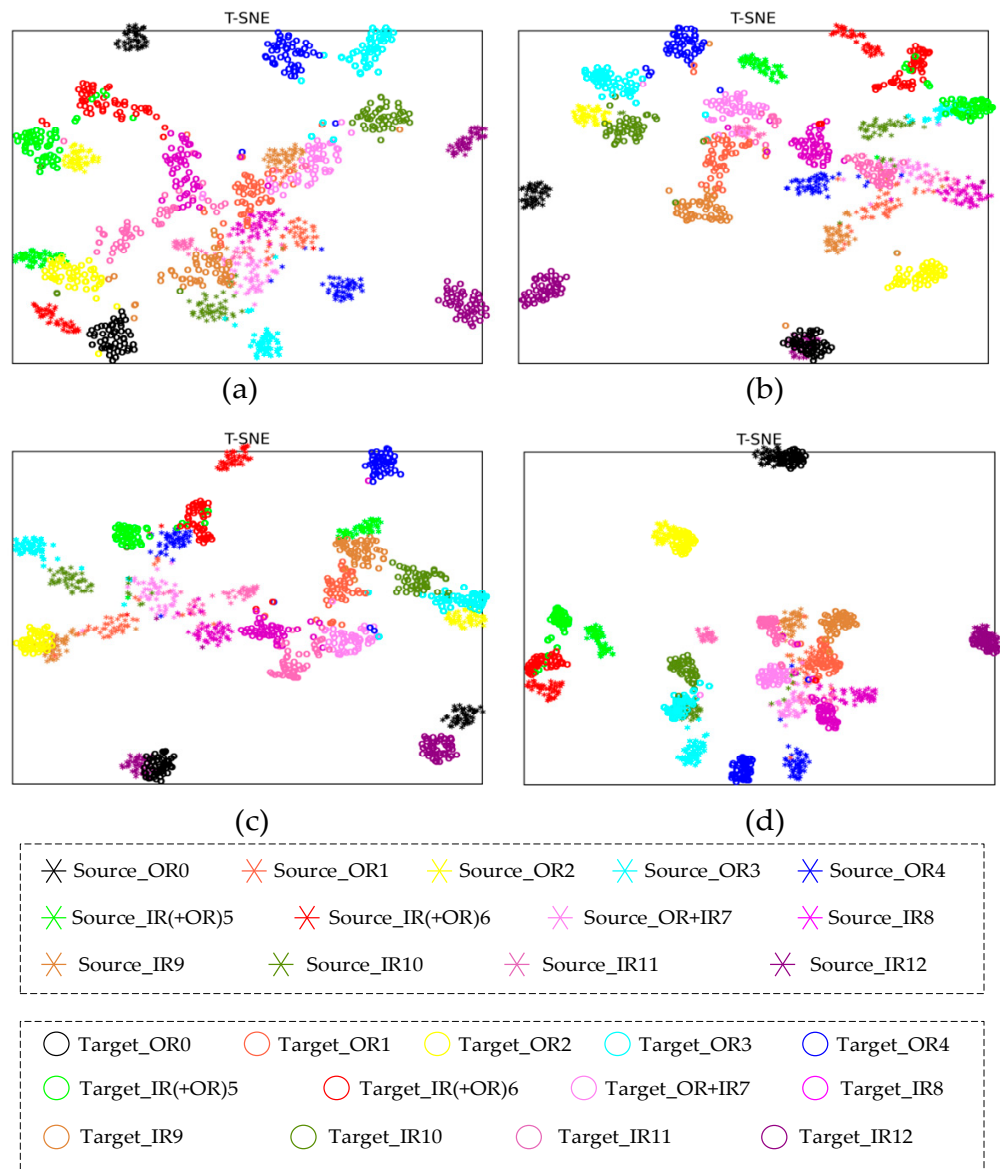 T-SNE
T-SNE
(a)
(b)
T-SNE
T-SNE
(c)
(d)
Source_OR0 Source_OR1 Source_OR2 Source_OR3 Source_OR4
Source_IR(+OR)5 Source_IR(+OR)6 Source_OR+IR7 Source_IR8
Source_IR9 Source_IR10 Source_IR11 Source_IR12
Target_OR0 Target_OR1 Target_OR2 Target_OR3 Target_OR4
Target_IR(+OR)5 Target_IR(+OR)6 Target_OR+IR7 Target_IR8
Target_IR9 Target_IR10 Target_IR11 Target_IR12